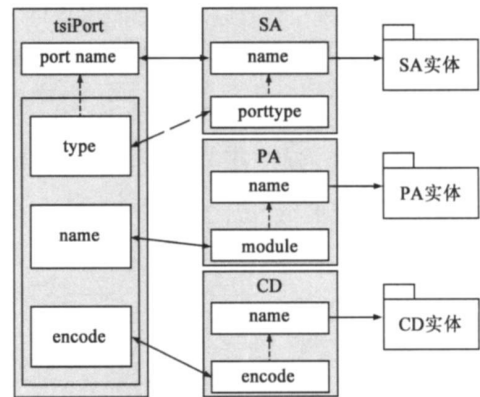 tsiPort
port name
type
name
encode
SA
name
porttype
SA实体
PA
name
module
PA实体
CD
name
encode
CD实体